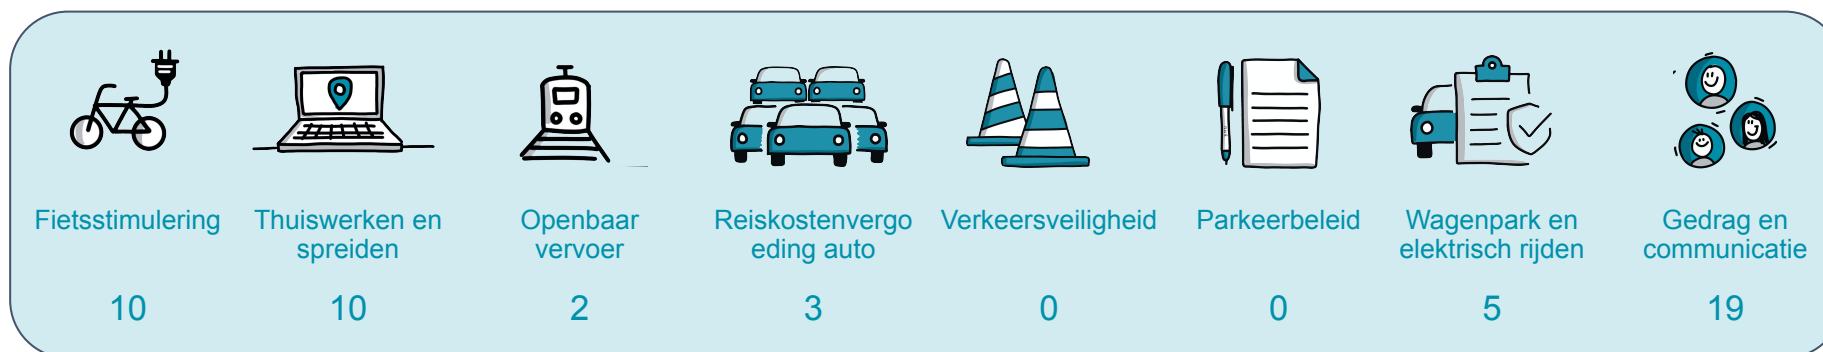 Fietsstimulering
Thuiswerken en
spreiden
Openbaar
vervoer
Reiskostenvergo
eding auto
Verkeersveiligheid
Parkeerbeleid
Wagenpark en
elektrisch rijden
Gedrag en
communicatie
10
10
2
3
0
0
5
19